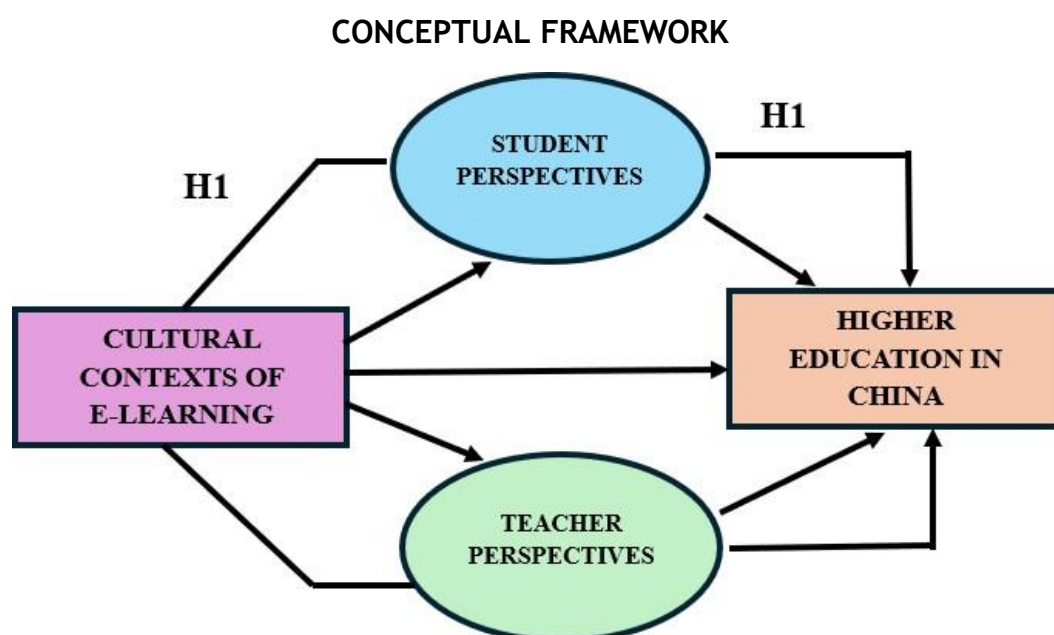 CONCEPTUAL FRAMEWORK
H1
STUDENT
PERSPECTIVES
H1
CULTURAL
CONTEXTS OF
E-LEARNING
HIGHER
EDUCATION IN
CHINA
TEACHER
PERSPECTIVES